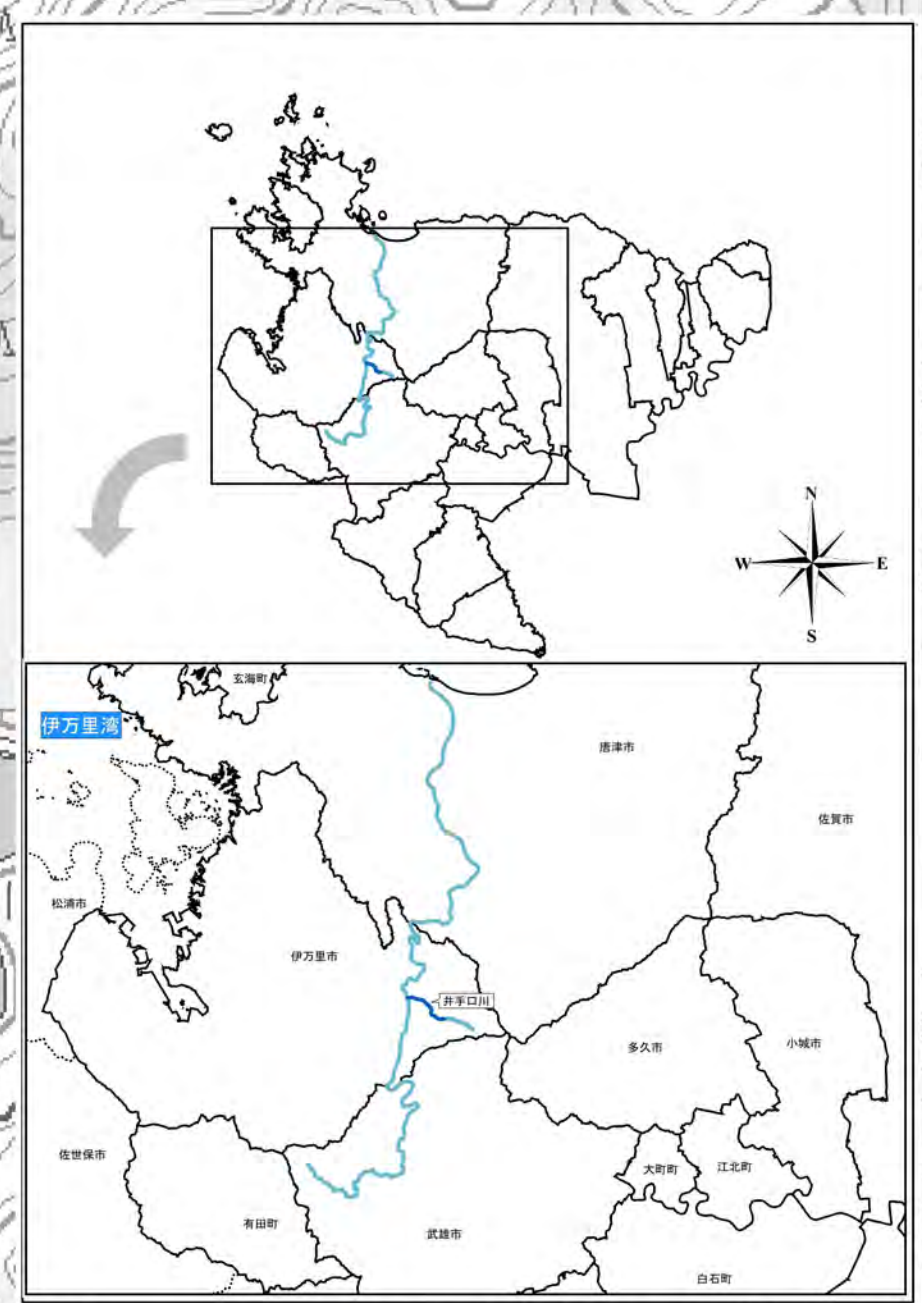 N
W
E
S
玄海町
伊万里湾
唐津市
佐賀市
松浦市
伊万里市
井手口川
多久市
小城市
佐世保市
大町町
江北町
有田町
武雄市
白石町